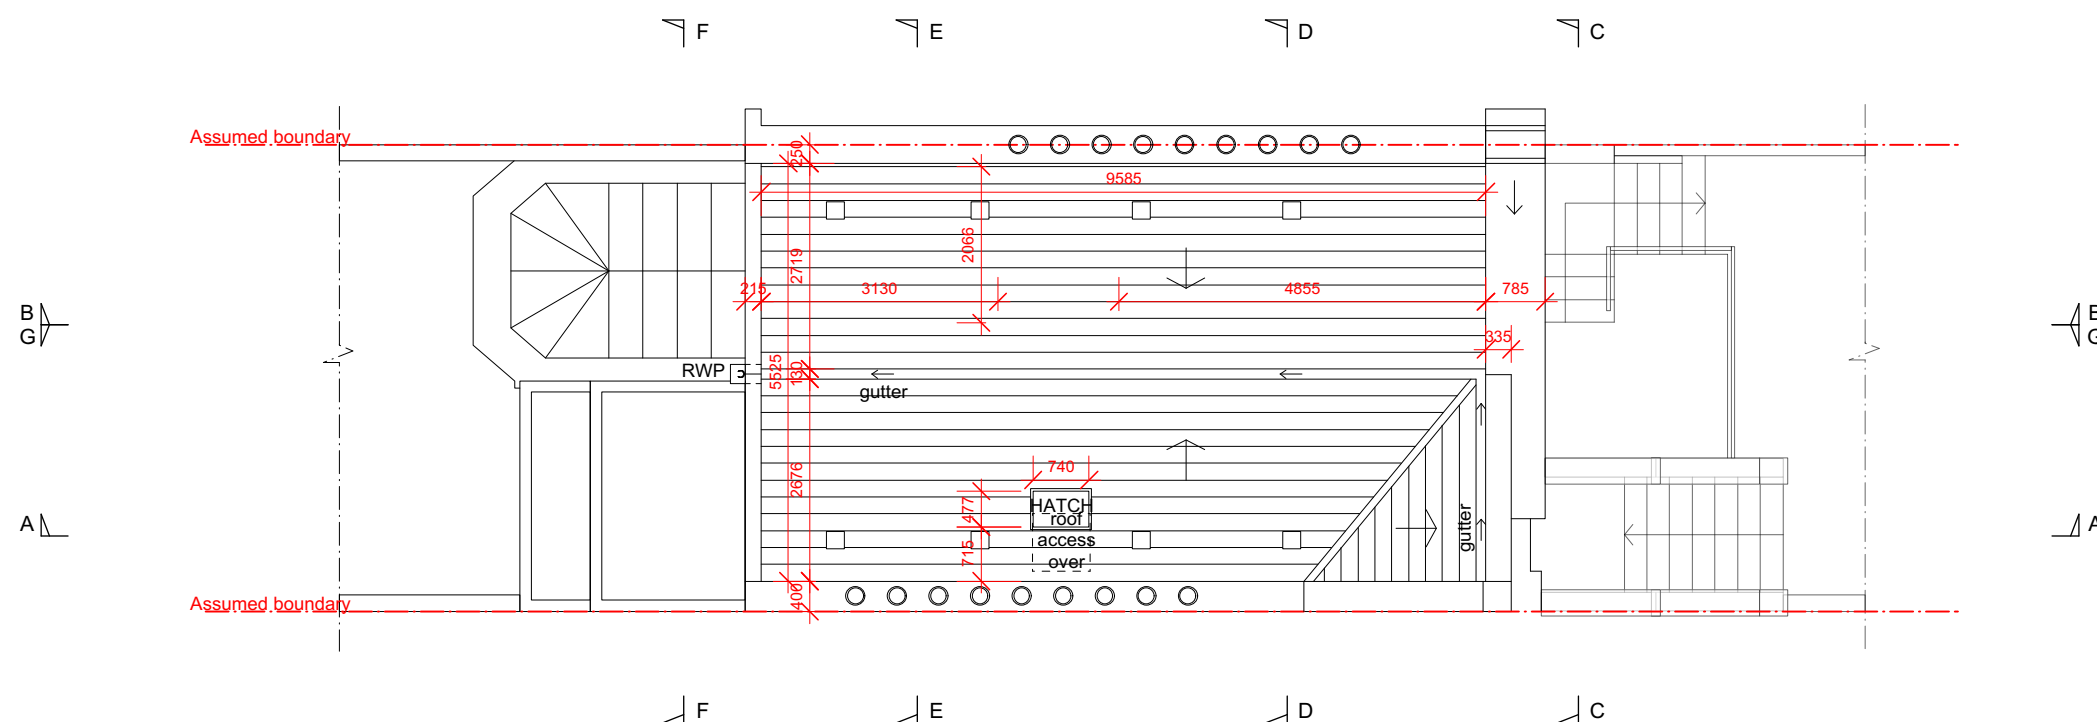 F
E
D
C
Assumed boundary
250
9585
2066
2719
215
3130
4855
785
B
G
B
G
335
RWP
5525
130
gutter
740
2676
477
HATCH
roof
access
over
715
gutter
A
A
Assumed boundary
400
F
E
D
C